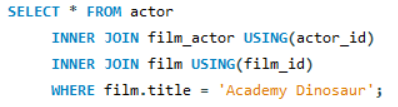 SELECT * FROM actor
INNER JOIN film_actor USING(actor_id)
INNER JOIN film USING(film_id)
WHERE film.title = 'Academy Dinosaur';